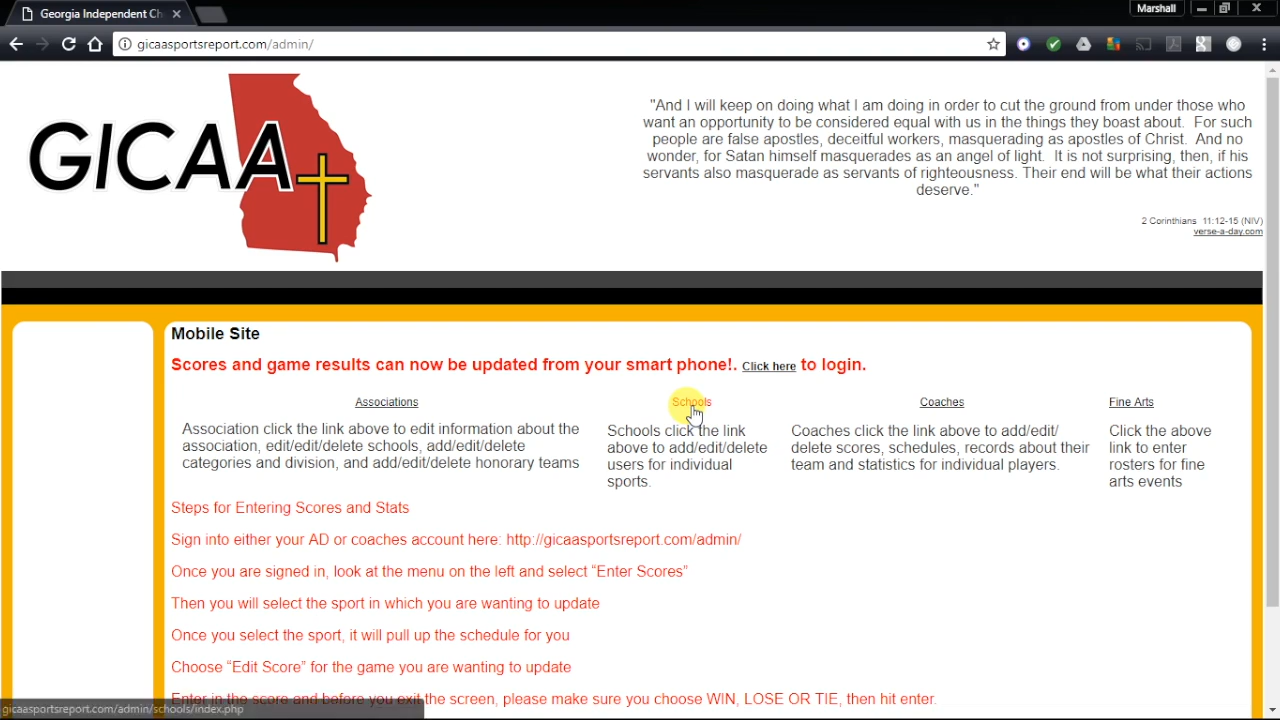 Georgia Independent Ch
Marshall
gicaasportsreport.com/admin/
GICAA
"And I will keep on doing what I am doing in order to cut the ground from under those who
want an opportunity to be considered equal with us in the things they boast about.  For such
people are false apostles, deceitful workers, masquerading as apostles of Christ.  And no
wonder, for Satan himself masquerades as an angel of light.  It is not surprising, then, if his
servants also masquerade as servants of righteousness. Their end will be what their actions
deserve."
2 Corinthians  11:12-15 (NIV)
verse-a-day.com
Mobile Site
Scores and game results can now be updated from your smart phone!. Click here to login.
Associations
Association click the link above to edit information about the
association, edit/edit/delete schools, add/edit/delete
categories and division, and add/edit/delete honorary teams
Schools
Schools click the link
above to add/edit/delete
users for individual
sports.
Coaches
Coaches click the link above to add/edit/
delete scores, schedules, records about their
team and statistics for individual players.
Fine Arts
Click the above
link to enter
rosters for fine
arts events
Steps for Entering Scores and Stats
Sign into either your AD or coaches account here: http://gicaasportsreport.com/admin/
Once you are signed in, look at the menu on the left and select “Enter Scores”
Then you will select the sport in which you are wanting to update
Once you select the sport, it will pull up the schedule for you
Choose “Edit Score” for the game you are wanting to update
Enter in the score and before you exit the screen, please make sure you choose WIN, LOSE OR TIE, then hit enter.
gicaasportsreport.com/admin/schools/index.php